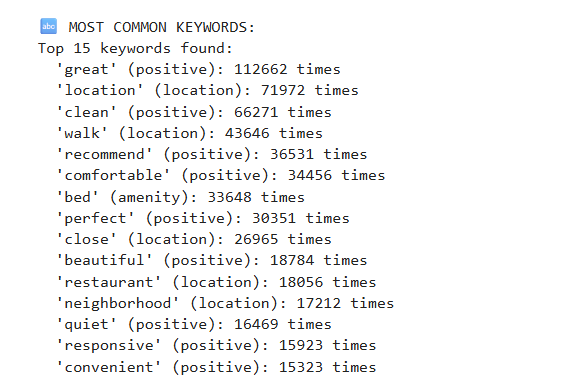 abc MOST COMMON KEYWORDS:
Top 15 keywords found:
'great' (positive): 112662 times
'location' (location): 71972 times
'clean' (positive): 66271 times
'walk' (location): 43646 times
'recommend' (positive): 36531 times
'comfortable' (positive): 34456 times
'bed' (amenity): 33648 times
'perfect' (positive): 30351 times
'close' (location): 26965 times
'beautiful' (positive): 18784 times
'restaurant' (location): 18056 times
'neighborhood' (location): 17212 times
'quiet' (positive): 16469 times
'responsive' (positive): 15923 times
'convenient' (positive): 15323 times